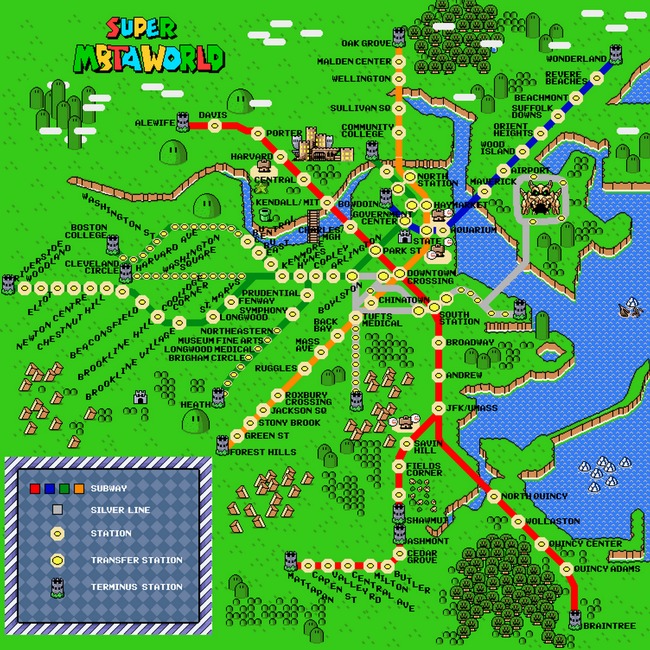 SUPER
MBTA WORLD
OAK GROVE
MALDEN CENTER
WELLINGTON
SULLIVAN SQ
COMMUNITY
COLLEGE
NORTH
STATION
HAYMARKET
WONDERLAND
REVERE
BEACHES
BEACHMONT
SUFFOLK
DOWNS
ORIENT
HEIGHTS
WOOD
ISLAND
AIRPORT
MAVERICK
AQUARIUM
BOWDOIN
GOVERNMENT
CENTER
STATE
ALEWIFE
DAVIS
PORTER
HARVARD
CENTRAL
KENDALL/MIT
CHARLES
MGH
PARK ST
DOWNTOWN
CROSSING
CHINATOWN
TUFTS
MEDICAL
SOUTH
STATION
BROADWAY
ANDREW
JFK/UMASS
SAVIN
HILL
FIELDS
CORNER
SHAWMUT
ASHMONT
CEDAR
GROVE
BUTLER
MILTON
CENTRAL AVE
VALLEY RD
CAPEN ST
MATTAPAN
NORTH QUINCY
WOLLASTON
QUINCY CENTER
QUINCY ADAMS
BRAINTREE
WASHINGTON ST
BOSTON
COLLEGE
HARVARD AVE
WASHINGTON
SQUARE
CLEVELAND
CIRCLE
RIVERSIDE
WOODLAND
ELIOT
NEWTON CENTRE
CHESTNUT HILL
BEACONSFIELD
BROOKLINE HILLS
BROOKLINE VILLAGE
COOLIDGE
CORNER
ST MARYS
FENWAY
LONGWOOD
KENMORE
HYNES
COPLEY
ARLINGTON
BOYLSTON
PRUDENTIAL
SYMPHONY
NORTHEASTERN
MUSEUM FINE ARTS
LONGWOOD MEDICAL
BRIGHAM CIRCLE
HEATH
BACK
BAY
MASS
AVE
RUGGLES
ROXBURY
CROSSING
JACKSON SQ
STONY BROOK
GREEN ST
FOREST HILLS
SUBWAY
SILVER LINE
STATION
TRANSFER STATION
TERMINUS STATION